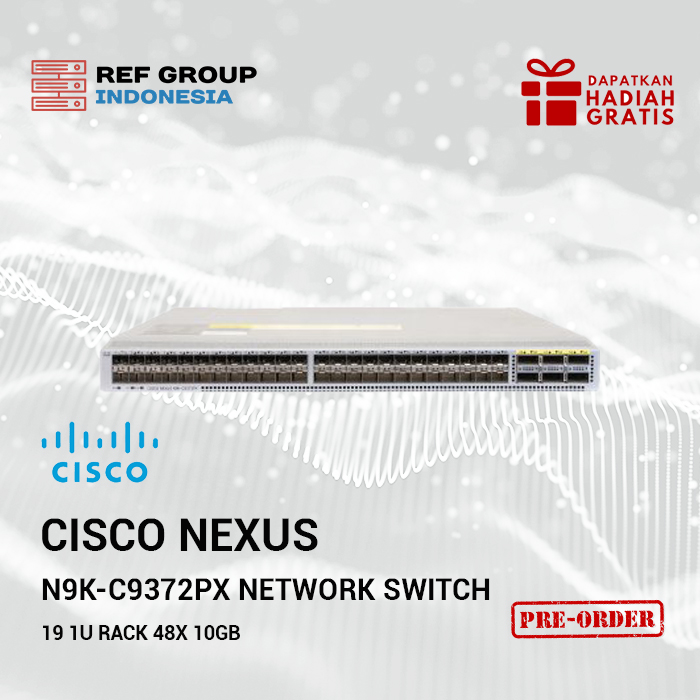 REF GROUP
INDONESIA
DAPATKAN
HADIAH
GRATIS
CISCO
CISCO NEXUS
N9K-C9372PX NETWORK SWITCH
19 1U RACK 48X 10GB
PRE-ORDER